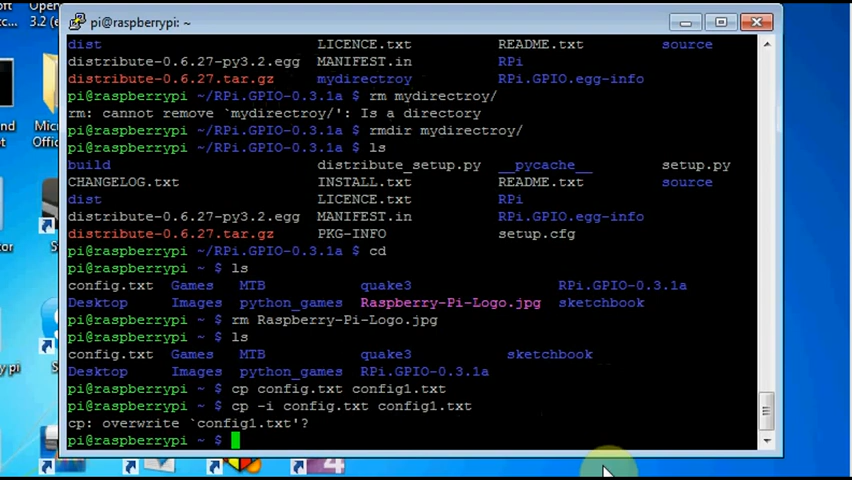 Open
3.2 (e
pi@raspberrypi: ~
dist LICENCE.txt README.txt source
distribute-0.6.27-py3.2.egg MANIFEST.in RPi
distribute-0.6.27.tar.gz mydirectroy RPi.GPIO.egg-info
pi@raspberrypi ~/RPi.GPIO-0.3.1a $ rm mydirectroy/
rm: cannot remove `mydirectroy/': Is a directory
pi@raspberrypi ~/RPi.GPIO-0.3.1a $ rmdir mydirectroy/
pi@raspberrypi ~/RPi.GPIO-0.3.1a $ ls
build distribute_setup.py __pycache__ setup.py
CHANGELOG.txt INSTALL.txt README.txt source
dist LICENCE.txt RPi
distribute-0.6.27-py3.2.egg MANIFEST.in RPi.GPIO.egg-info
distribute-0.6.27.tar.gz PKG-INFO setup.cfg
pi@raspberrypi ~/RPi.GPIO-0.3.1a $ cd
pi@raspberrypi ~ $ ls
config.txt Games MTB quake3 RPi.GPIO-0.3.1a
Desktop Images python_games Raspberry-Pi-Logo.jpg sketchbook
pi@raspberrypi ~ $ rm Raspberry-Pi-Logo.jpg
pi@raspberrypi ~ $ ls
config.txt Games MTB quake3 sketchbook
Desktop Images python_games RPi.GPIO-0.3.1a
pi@raspberrypi ~ $ cp config.txt config1.txt
pi@raspberrypi ~ $ cp -i config.txt config1.txt
cp: overwrite `config1.txt'?
pi@raspberrypi ~ $
Micr
Offic